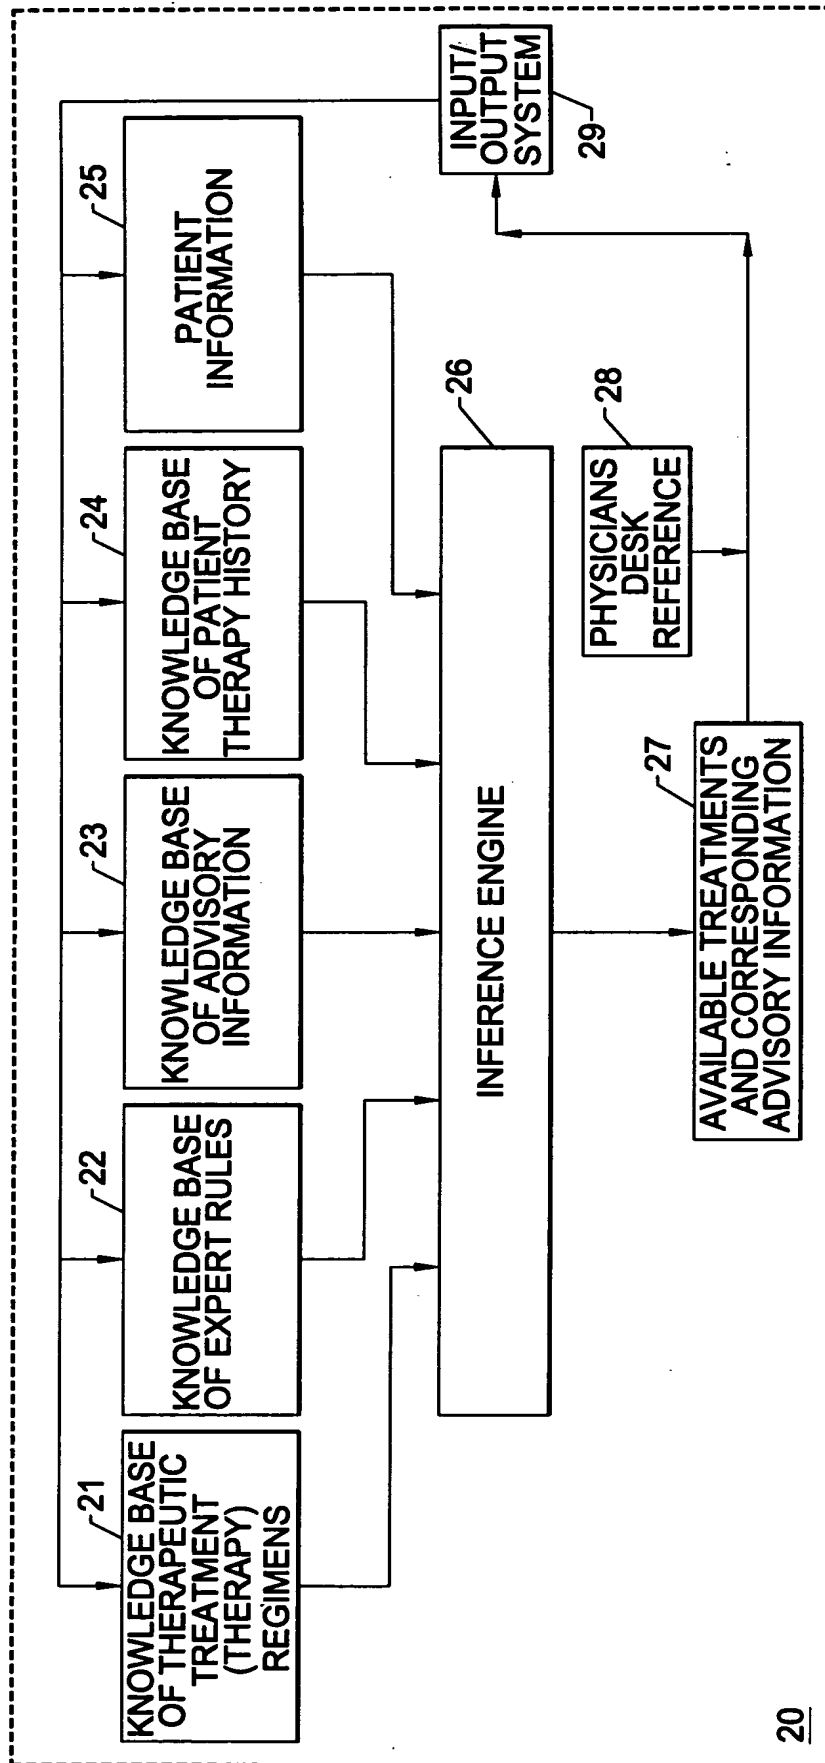 21
KNOWLEDGE BASE
OF THERAPEUTIC
TREATMENT
(THERAPY)
REGIMENS
22
KNOWLEDGE BASE
OF EXPERT RULES
23
KNOWLEDGE BASE
OF ADVISORY
INFORMATION
24
KNOWLEDGE BASE
OF PATIENT
THERAPY HISTORY
25
PATIENT
INFORMATION
INPUT/
OUTPUT
SYSTEM
29
26
INFERENCE ENGINE
PHYSICIANS
DESK
REFERENCE
28
27
AVAILABLE TREATMENTS
AND CORRESPONDING
ADVISORY INFORMATION
20